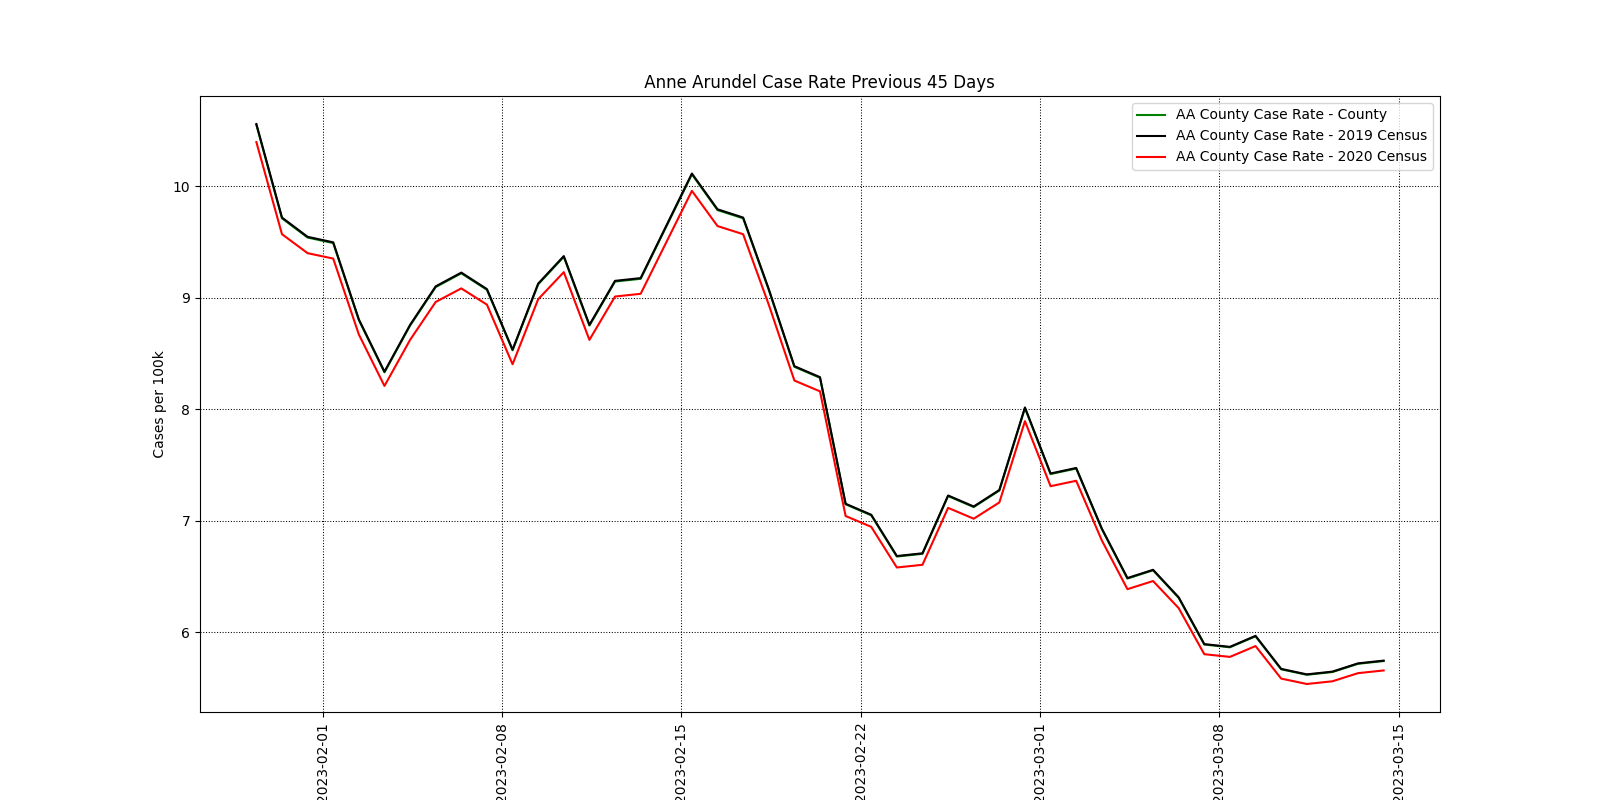 Anne Arundel Case Rate Previous 45 Days
AA County Case Rate - County
AA County Case Rate - 2019 Census
AA County Case Rate - 2020 Census
Cases per 100k
10
9
8
7
6
2023-02-01
2023-02-08
2023-02-15
2023-02-22
2023-03-01
2023-03-08
2023-03-15